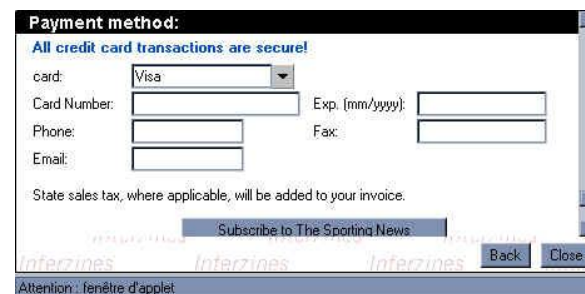 Payment method:
All credit card transactions are secure!
card: Visa
Card Number: Exp. (mm/yyyy):
Phone: Fax:
Email:
State sales tax, where applicable, will be added to your invoice.
Subscribe to The Sporting News
Interzines Interzines Interzines
Back Close
Attention : fenêtre d'applet